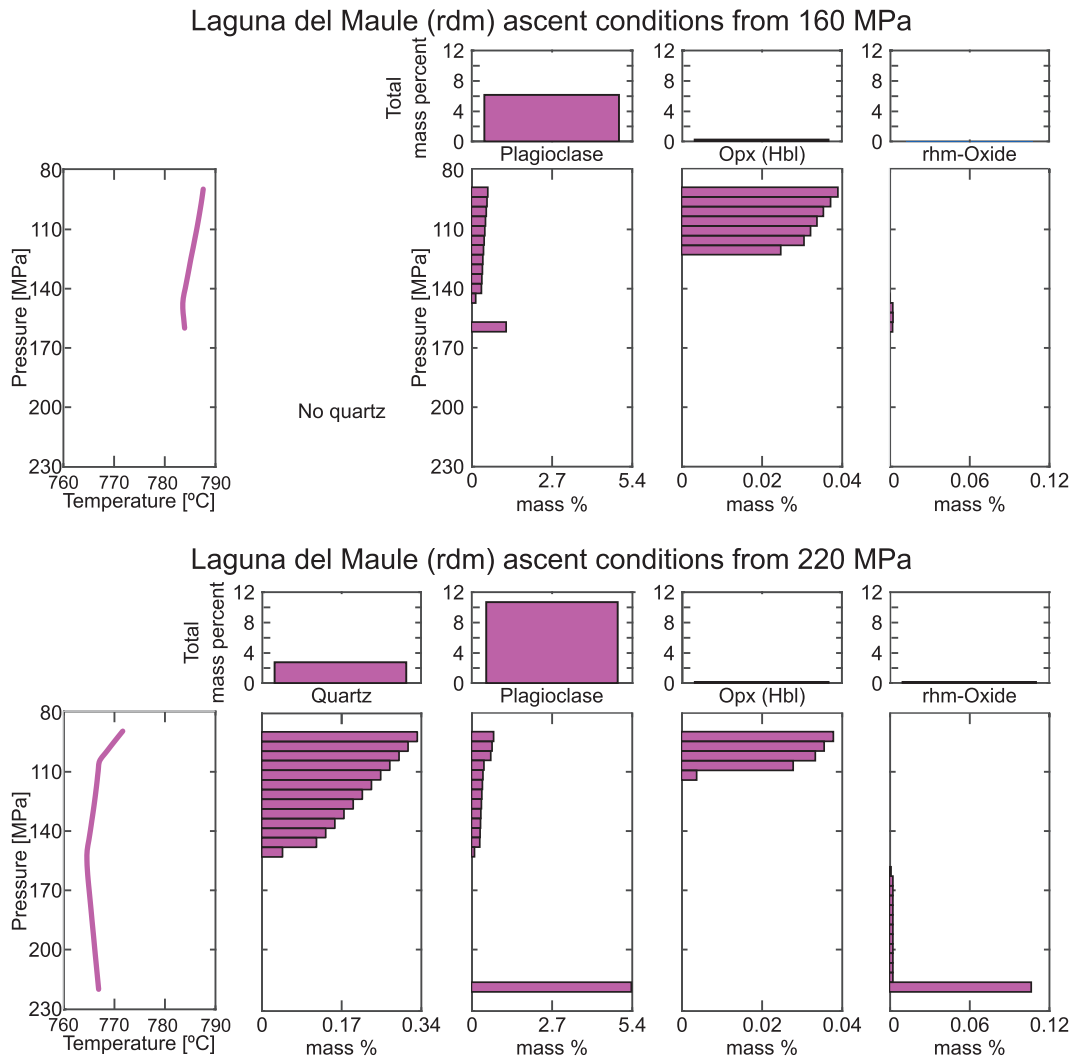 Laguna del Maule (rdm) ascent conditions from 160 MPa
Total
mass percent
12
8
4
0
12
8
4
0
12
8
4
0
Plagioclase
Opx (Hbl)
rhm-Oxide
Pressure [MPa]
80
110
140
170
200
230
760
770
780
790
Temperature [ºC]
No quartz
Pressure [MPa]
80
110
140
170
200
230
0
2.7
5.4
mass %
0
0.02
0.04
mass %
0
0.06
0.12
mass %
Laguna del Maule (rdm) ascent conditions from 220 MPa
Total
mass percent
12
8
4
0
12
8
4
0
12
8
4
0
12
8
4
0
Quartz
Plagioclase
Opx (Hbl)
rhm-Oxide
Pressure [MPa]
80
110
140
170
200
230
760
770
780
790
Temperature [ºC]
0
0.17
0.34
mass %
0
2.7
5.4
mass %
0
0.02
0.04
mass %
0
0.06
0.12
mass %